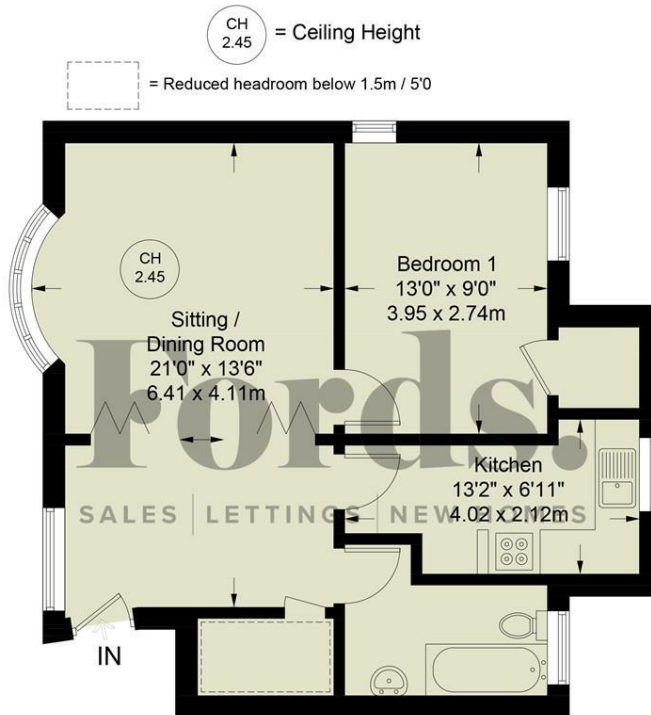 CH
2.45
= Ceiling Height
= Reduced headroom below 1.5m / 5'0
CH
2.45
Sitting /
Dining Room
21'0" x 13'6"
6.41 x 4.11m
Bedroom 1
13'0" x 9'0"
3.95 x 2.74m
Kitchen
13'2" x 6'11"
4.02 x 2.12m
Fords.
SALES | LETTINGS | NEW HOMES
IN